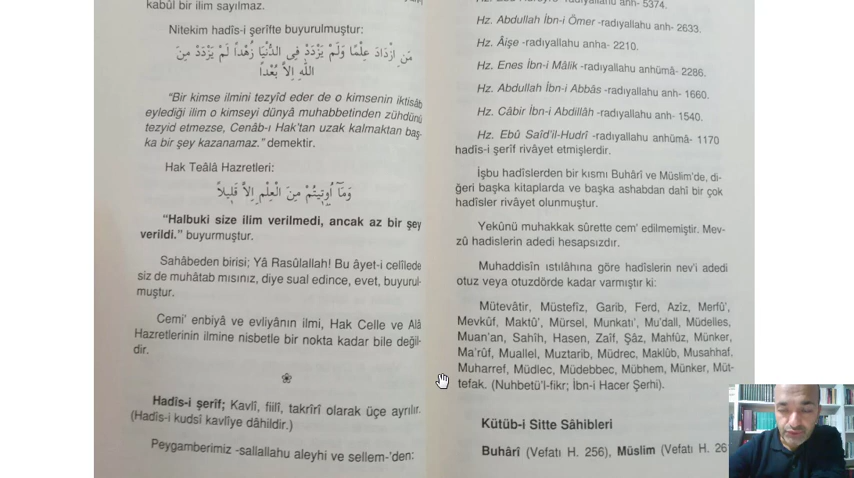 kabûl bir ilim sayılmaz.
Nitekim hadîs-i şerîfte buyurulmuştur:
مَنِ ازْدَادَ عِلْمًا وَلَمْ يَزْدَدْ فِى الدُّنْيَا زُهْداً لَمْ يَزْدَدْ مِنَ
اللّٰهِ اِلاَّ بُعْداً
“Bir kimse ilmini tezyîd eder de o kimsenin iktisâb
eylediği ilim o kimseyi dünyâ muhabbetinden zühdünü
tezyid etmezse, Cenâb-ı Hak’tan uzak kalmaktan baş-
ka bir şey kazanamaz.” demektir.
Hak Teâlâ Hazretleri:
وَمَآ اُوتِيتُمْ مِنَ الْعِلْمِ اِلاَّ قَلِيلاً
“Halbuki size ilim verilmedi, ancak az bir şey
verildi.” buyurmuştur.
Sahâbeden birisi; Yâ Rasûlallah! Bu âyet-i celîlede
siz de muhâtab mısınız, diye sual edince, evet, buyurul-
muştur.
Cemi’ enbiyâ ve evliyânın ilmi, Hak Celle ve Alâ
Hazretlerinin ilmine nisbetle bir nokta kadar bile değil-
dir.
Hadîs-i şerîf; Kavlî, fiilî, takrîrî olarak üçe ayrılır.
(Hadîs-i kudsî kavlîye dâhildir.)
Peygamberimiz -sallallahu aleyhi ve sellem-’den:
anh- 5374.
Hz. Abdullah İbn-i Ömer -radıyallahu anh- 2633.
Hz. Âişe -radıyallahu anha- 2210.
Hz. Enes İbn-i Mâlik -radıyallahu anhümâ- 2286.
Hz. Abdullah İbn-i Abbâs -radıyallahu anh- 1660.
Hz. Câbir İbn-i Abdillâh -radıyallahu anh- 1540.
Hz. Ebû Saîd’il-Hudrî -radıyallahu anhümâ- 1170
hadîs-i şerîf rivâyet etmişlerdir.
İşbu hadîslerden bir kısmı Buhârî ve Müslim’de, di-
ğeri başka kitaplarda ve başka ashabdan dahî bir çok
hadîsler rivâyet olunmuştur.
Yekûnü muhakkak sûrette cem’ edilmemiştir. Mev-
zû hadislerin adedi hesapsızdır.
Muhaddisîn ıstılâhına göre hadîslerin nev’i adedi
otuz veya otuzdörde kadar varmıştır ki:
Mütevâtir, Müstefîz, Garib, Ferd, Azîz, Merfû’,
Mevkûf, Maktû’, Mürsel, Munkatı’, Mu’dall, Müdelles,
Muan’an, Sahîh, Hasen, Zaîf, Şâz, Mahfûz, Münker,
Ma’rûf, Muallel, Muztarib, Müdrec, Maklûb, Musahhaf,
Muharref, Müdlec, Müdebbec, Mübhem, Münker, Müt-
tefak. (Nuhbetü’l-fikr; İbn-i Hacer Şerhi).
Kütüb-i Sitte Sâhibleri
Buhârî (Vefatı H. 256), Müslim (Vefatı H. 26